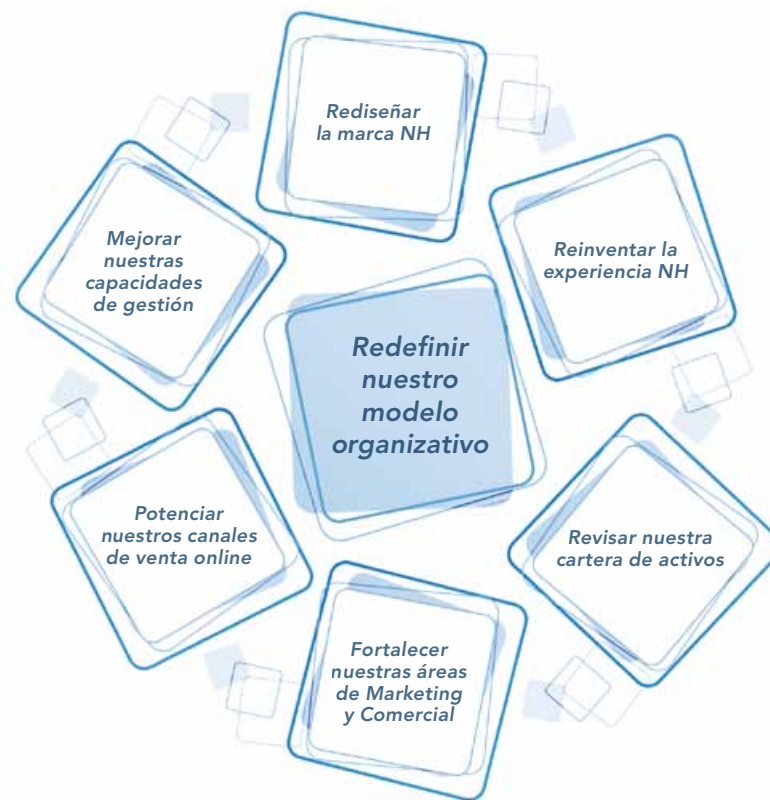 Rediseñar
la marca NH
Reinventar la
experiencia NH
Revisar nuestra
cartera de activos
Fortalecer
nuestras áreas
de Marketing
y Comercial
Potenciar
nuestros canales
de venta online
Mejorar
nuestras
capacidades
de gestión
Redefinir
nuestro
modelo
organizativo